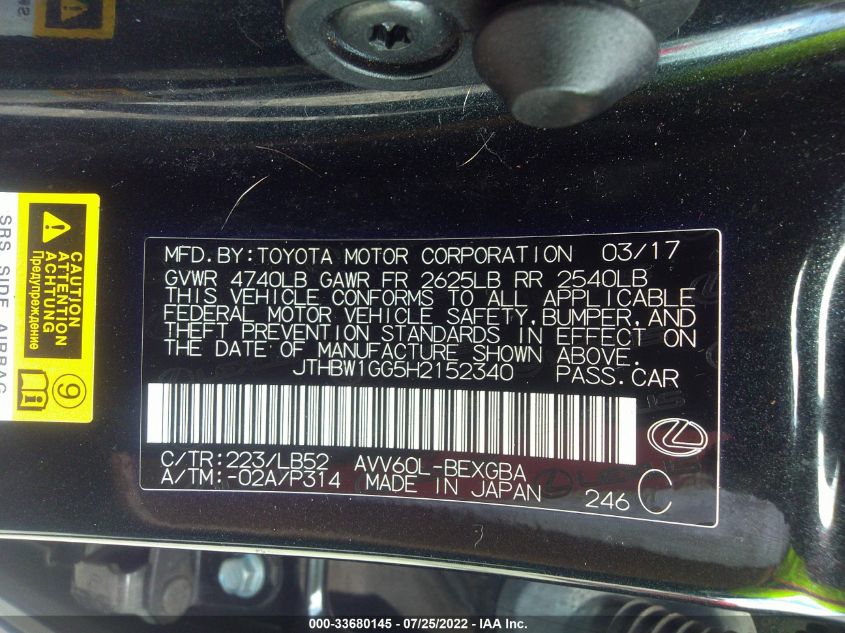 SRS SIDE AIRBAG
CAUTION
ATTENTION
ACHTUNG
Предупреждение
9
MFD.BY:TOYOTA MOTOR CORPORATION 03/17
GVWR 4740LB GAWR FR 2625LB RR 2540LB
THIS VEHICLE CONFORMS TO ALL APPLICABLE
FEDERAL MOTOR VEHICLE SAFETY, BUMPER, AND
THEFT PREVENTION STANDARDS IN EFFECT ON
THE DATE OF MANUFACTURE SHOWN ABOVE.
JTHBW1GG5H2152340 PASS.CAR
C/TR:223/LB52 AVV60L-BEXGBA
A/TM:-02A/P314 MADE IN JAPAN 246 C
000-33680145 - 07/25/2022 - IAA, Inc.